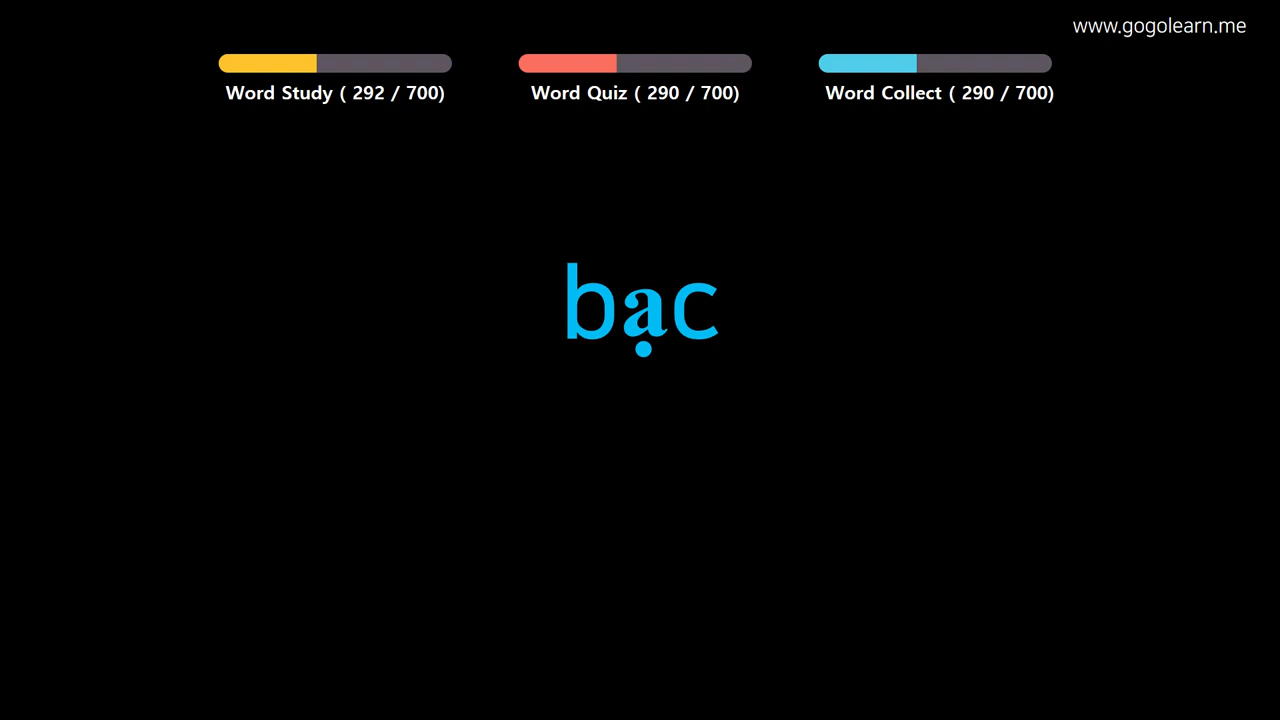 www.gogolearn.me
Word Study ( 292 / 700)
Word Quiz ( 290 / 700)
Word Collect ( 290 / 700)
bạc